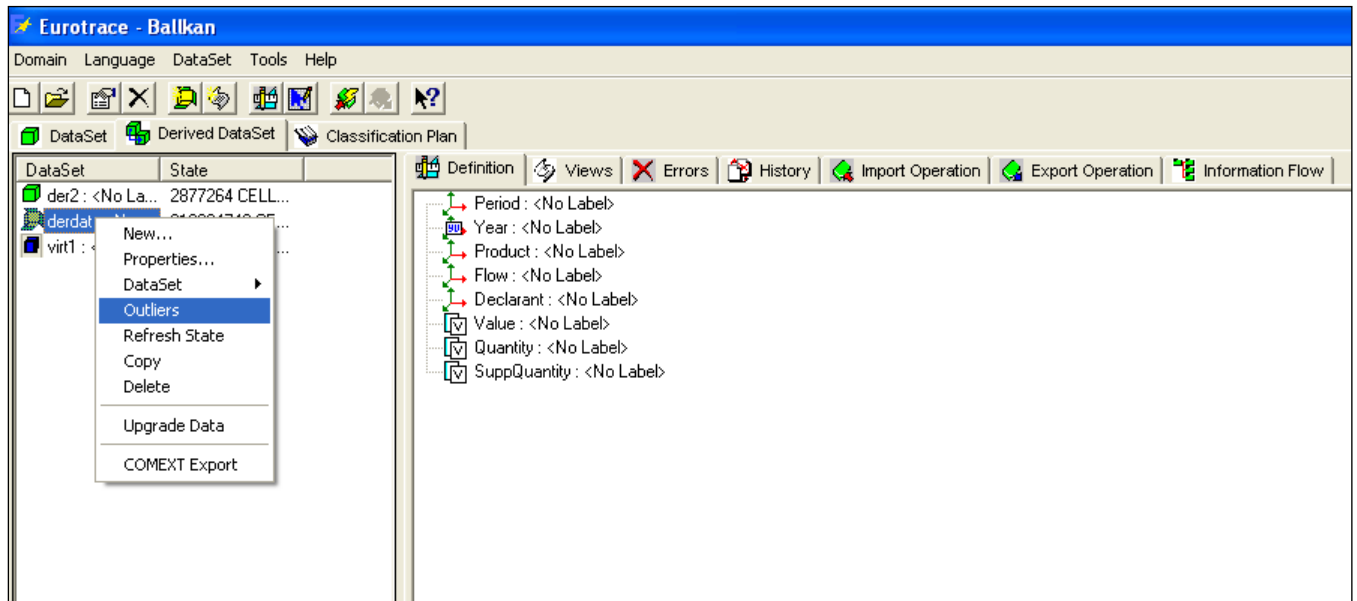 Eurotrace - Ballkan
Domain Language DataSet Tools Help
DataSet Derived DataSet Classification Plan
DataSet State
der2 : <No La... 2877264 CELL...
derdat
virt1 :
New...
Properties...
DataSet
Outliers
Refresh State
Copy
Delete
Upgrade Data
COMEXT Export
Definition Views Errors History Import Operation Export Operation Information Flow
Period : <No Label>
Year : <No Label>
Product : <No Label>
Flow : <No Label>
Declarant : <No Label>
Value : <No Label>
Quantity : <No Label>
SuppQuantity : <No Label>